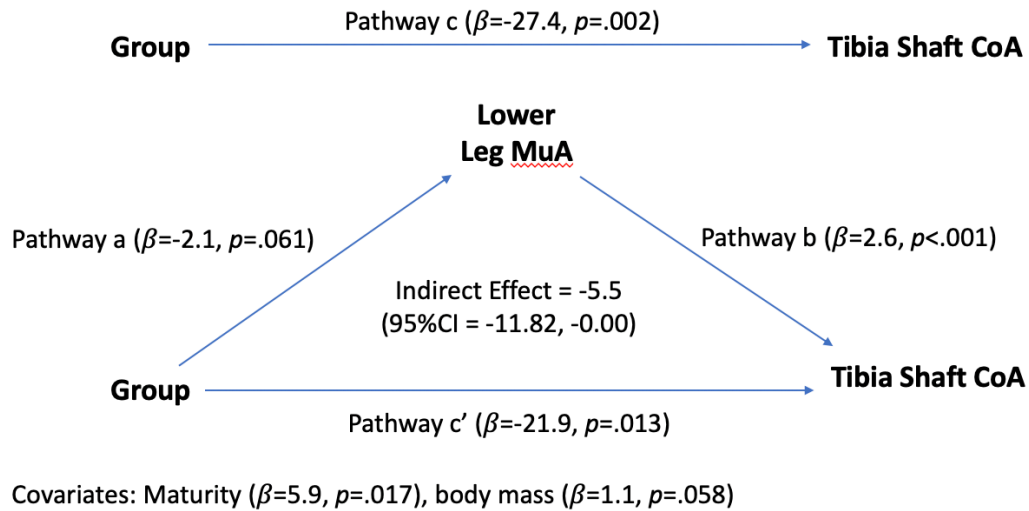 Pathway c (β=-27.4, p=.002)
Group
Tibia Shaft CoA
Lower
Leg MuA
Pathway a (β=-2.1, p=.061)
Pathway b (β=2.6, p<.001)
Indirect Effect = -5.5
(95%CI = -11.82, -0.00)
Group
Tibia Shaft CoA
Pathway c’ (β=-21.9, p=.013)
Covariates: Maturity (β=5.9, p=.017), body mass (β=1.1, p=.058)